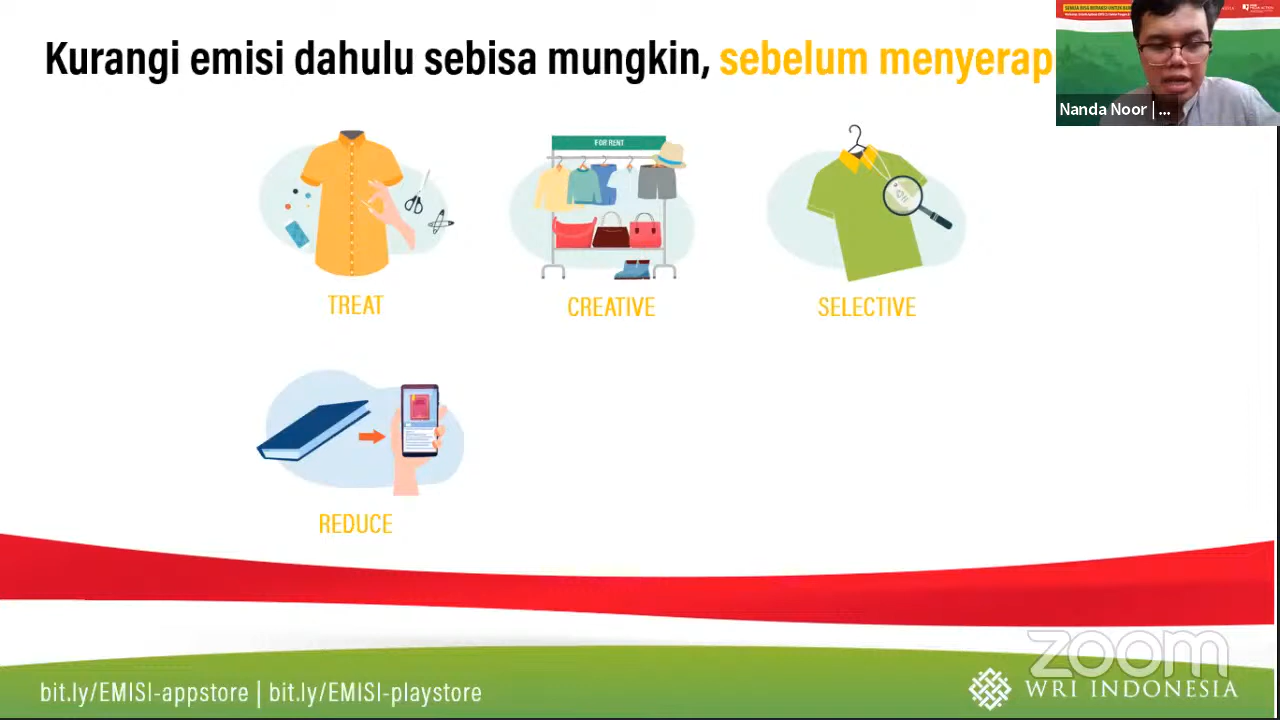 Kurangi emisi dahulu sebisa mungkin, sebelum menyerap
Nanda Noor | ...
FOR RENT
TREAT
CREATIVE
SELECTIVE
REDUCE
zoom
bit.ly/EMISI-appstore | bit.ly/EMISI-playstore
WRI INDONESIA